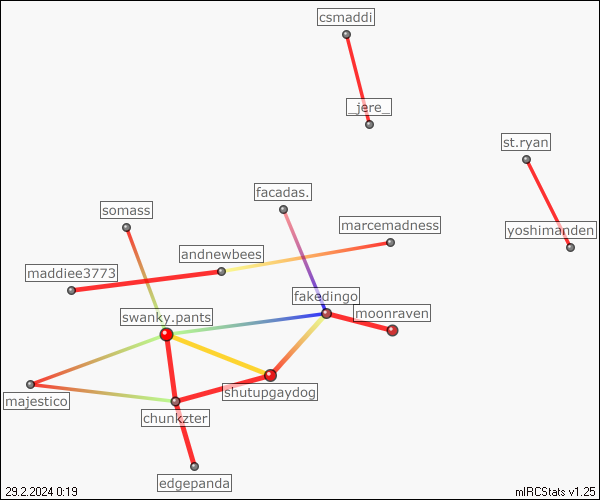 csmaddi
_jere_
st.ryan
facadas.
somass
marcemadness
yoshimanden
andnewbees
maddiee3773
fakedingo
swanky.pants
moonraven
shutupgaydog
majestico
chunkzter
edgepanda
29.2.2024 0:19
mIRCStats v1.25